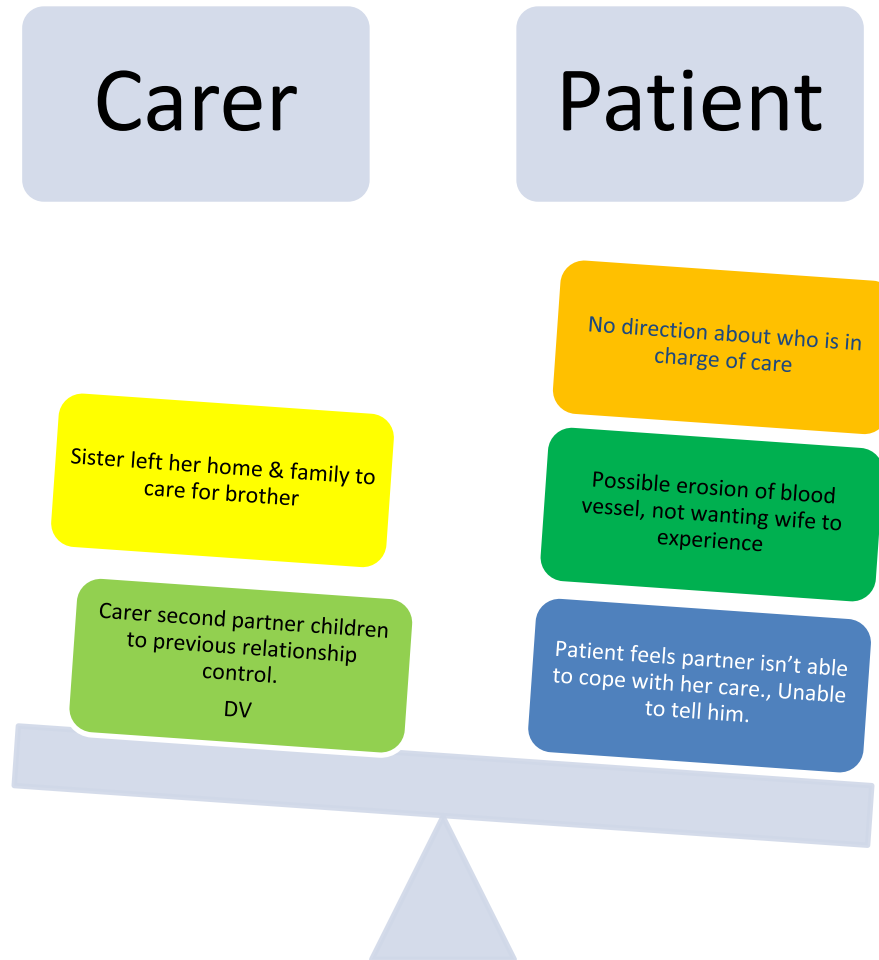 Carer
Patient
No direction about who is in
charge of care
Sister left her home & family to
care for brother
Possible erosion of blood
vessel, not wanting wife to
experience
Carer second partner children
to previous relationship
control.
DV
Patient feels partner isn’t able
to cope with her care., Unable
to tell him.